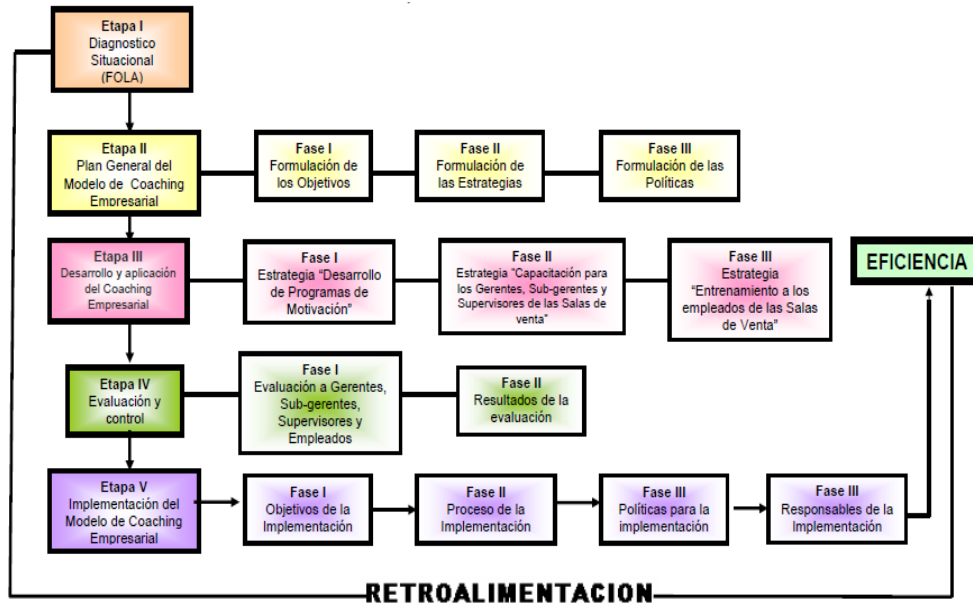 Etapa I
Diagnostico
Situacional
(FOLA)
Etapa II
Plan General del
Modelo de Coaching
Empresarial
Fase I
Formulación de
los Objetivos
Fase II
Formulación de
las Estrategias
Fase III
Formulación de las
Políticas
Etapa III
Desarrollo y aplicación
del Coaching
Empresarial
Fase I
Estrategia “Desarrollo
de Programas de
Motivación”
Fase II
Estrategia “Capacitación para
los Gerentes, Sub-gerentes y
Supervisores de las Salas de
venta”
Fase III
Estrategia
“Entrenamiento a los
empleados de las Salas
de Venta”
EFICIENCIA
Etapa IV
Evaluación y
control
Fase I
Evaluación a Gerentes,
Sub-gerentes,
Supervisores y
Empleados
Fase II
Resultados de la
evaluación
Etapa V
Implementación del
Modelo de Coaching
Empresarial
Fase I
Objetivos de la
Implementación
Fase II
Proceso de la
Implementación
Fase III
Políticas para la
implementación
Fase III
Responsables de la
Implementación
RETROALIMENTACION